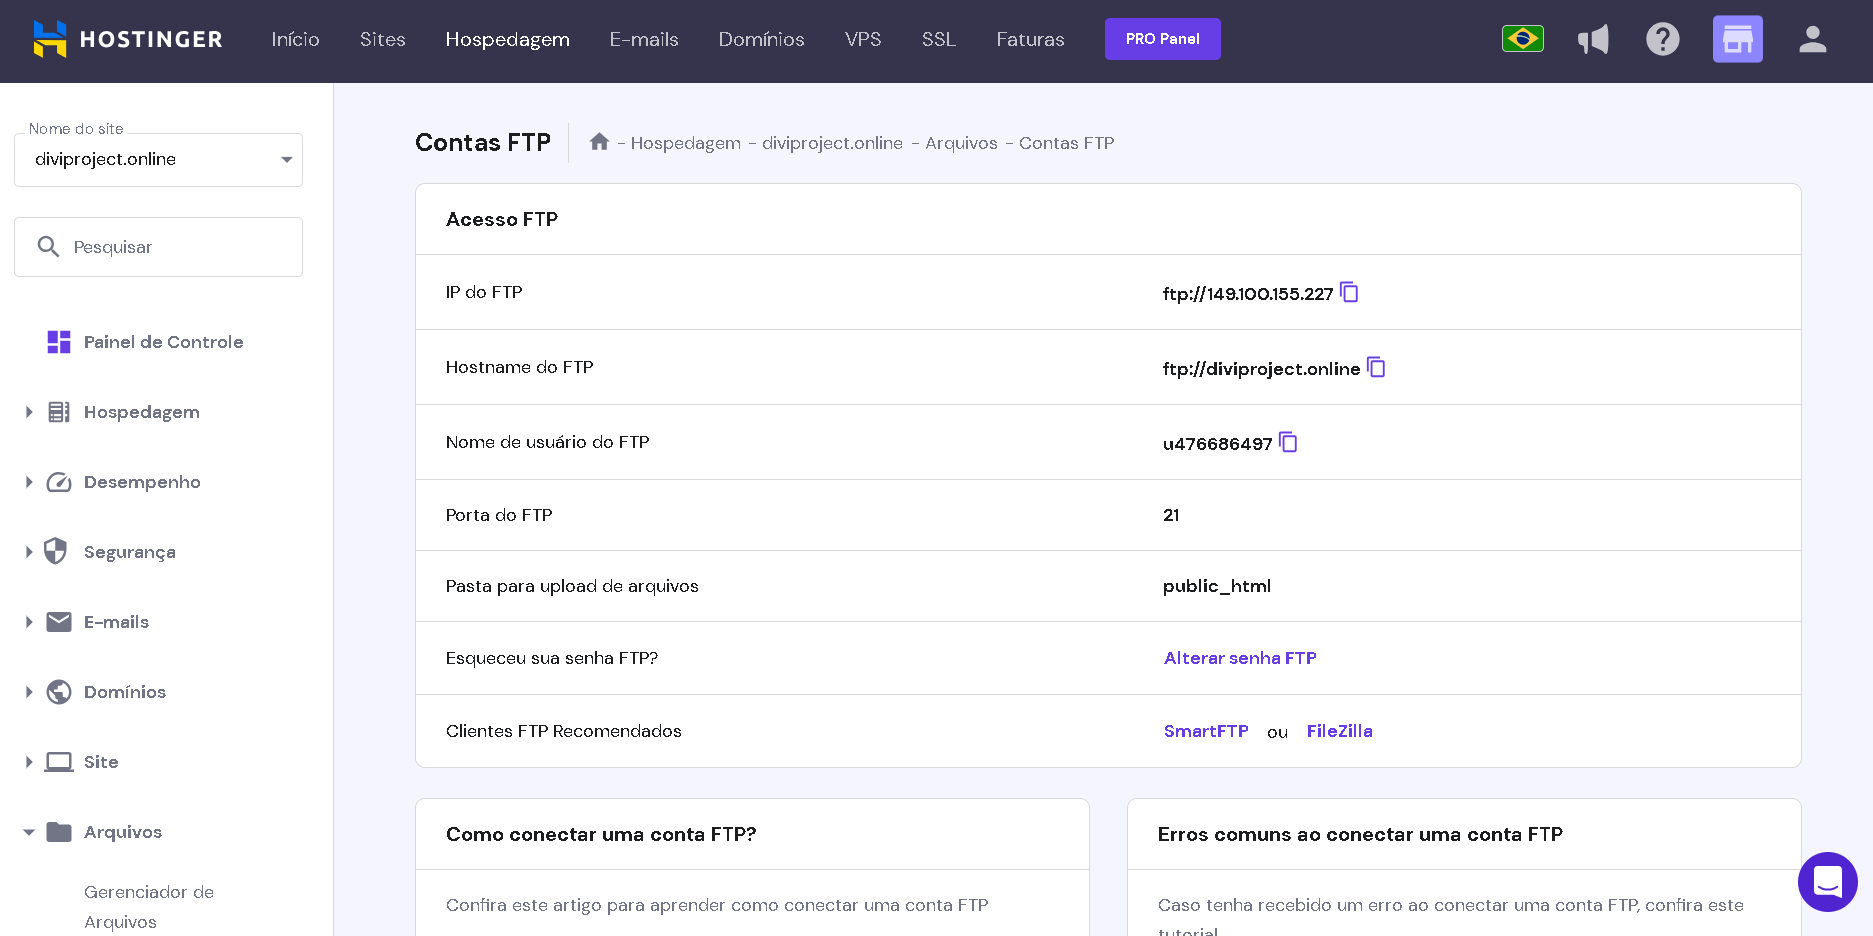 HOSTINGER Início Sites Hospedagem E-mails Domínios VPS SSL Faturas PRO Panel
Nome do site
diviproject.online
Pesquisar
Painel de Controle
Hospedagem
Desempenho
Segurança
E-mails
Domínios
Site
Arquivos
Gerenciador de
Arquivos
Contas FTP - Hospedagem - diviproject.online - Arquivos - Contas FTP
Acesso FTP
IP do FTP ftp://149.100.155.227
Hostname do FTP ftp://diviproject.online
Nome de usuário do FTP u476686497
Porta do FTP 21
Pasta para upload de arquivos public_html
Esqueceu sua senha FTP? Alterar senha FTP
Clientes FTP Recomendados SmartFTP ou FileZilla
Como conectar uma conta FTP?
Confira este artigo para aprender como conectar uma conta FTP
Erros comuns ao conectar uma conta FTP
Caso tenha recebido um erro ao conectar uma conta FTP, confira este
tutorial